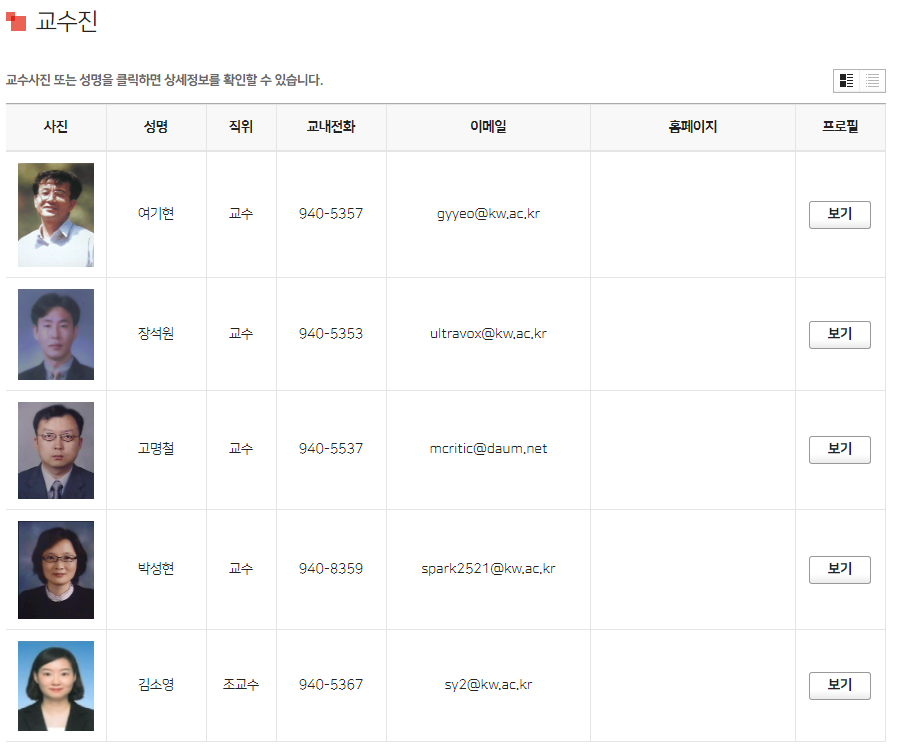 교수진
교수사진 또는 성명을 클릭하면 상세정보를 확인할 수 있습니다.
사진 성명 직위 교내전화 이메일 홈페이지 프로필
여기현 교수 940-5357 gyyeo@kw.ac.kr 보기
장석원 교수 940-5353 ultravox@kw.ac.kr 보기
고명철 교수 940-5537 mcritic@daum.net 보기
박성현 교수 940-8359 spark2521@kw.ac.kr 보기
김소영 조교수 940-5367 sy2@kw.ac.kr 보기